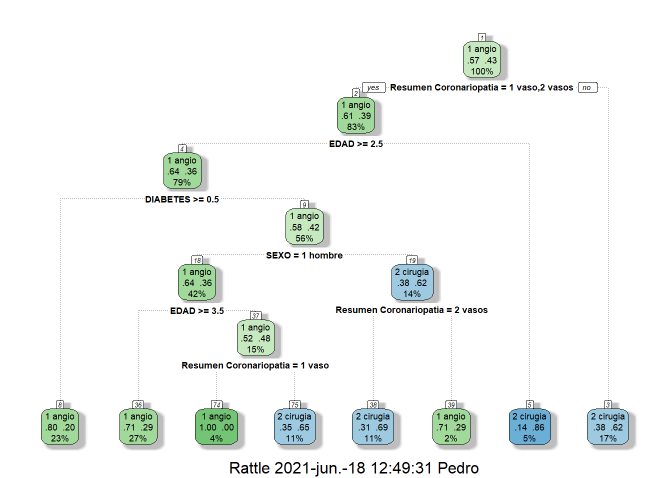 1
1 angio
.57 .43
100%
yes Resumen Coronariopatia = 1 vaso,2 vasos no
2
1 angio
.61 .39
83%
EDAD >= 2.5
4
1 angio
.64 .36
79%
DIABETES >= 0.5
9
1 angio
.58 .42
56%
SEXO = 1 hombre
18 19
1 angio 2 cirugia
.64 .36 .38 .62
42% 14%
EDAD >= 3.5 Resumen Coronariopatia = 2 vasos
37
1 angio
.52 .48
15%
Resumen Coronariopatia = 1 vaso
8 36 74 75 38 39 5 3
1 angio 1 angio 1 angio 2 cirugia 2 cirugia 1 angio 2 cirugia 2 cirugia
.80 .20 .71 .29 1.00 .00 .35 .65 .31 .69 .71 .29 .14 .86 .38 .62
23% 27% 4% 11% 11% 2% 5% 17%
Rattle 2021-jun.-18 12:49:31 Pedro